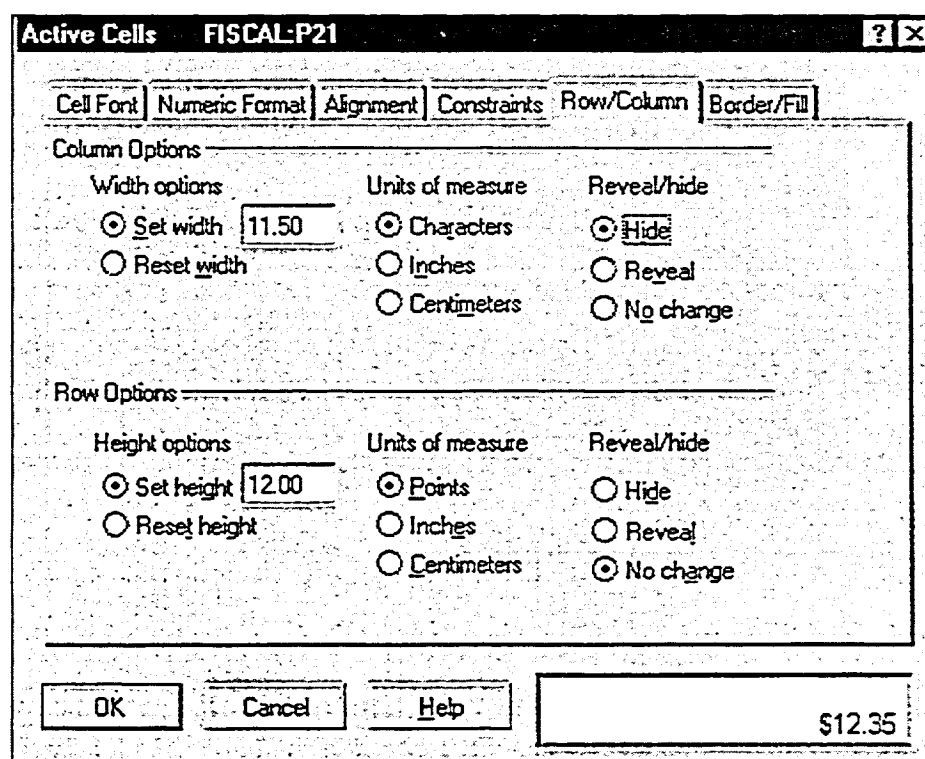 Active Cells FISCAL:P21 ? X
Cell Font Numeric Format Alignment Constraints Row/Column Border/Fill
Column Options
Width options Units of measure Reveal/hide
Set width 11.50 Characters Hide
Reset width Inches Reveal
Centimeters No change
Row Options
Height options Units of measure Reveal/hide
Set height 12.00 Points Hide
Reset height Inches Reveal
Centimeters No change
OK Cancel Help
$12.35